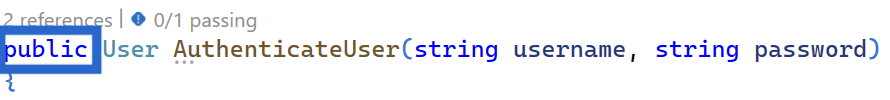 2 references | 0/1 passing
public User AuthenticateUser(string username, string password)
{